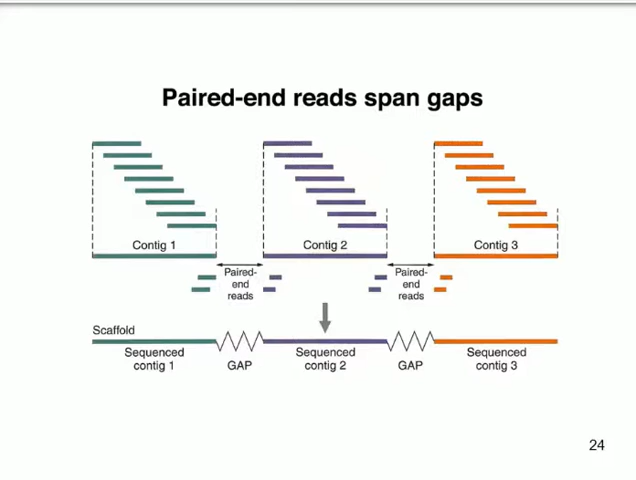 Paired-end reads span gaps
Contig 1
Contig 2
Contig 3
Paired-
end
reads
Paired-
end
reads
Scaffold
Sequenced
contig 1
GAP
Sequenced
contig 2
GAP
Sequenced
contig 3
24